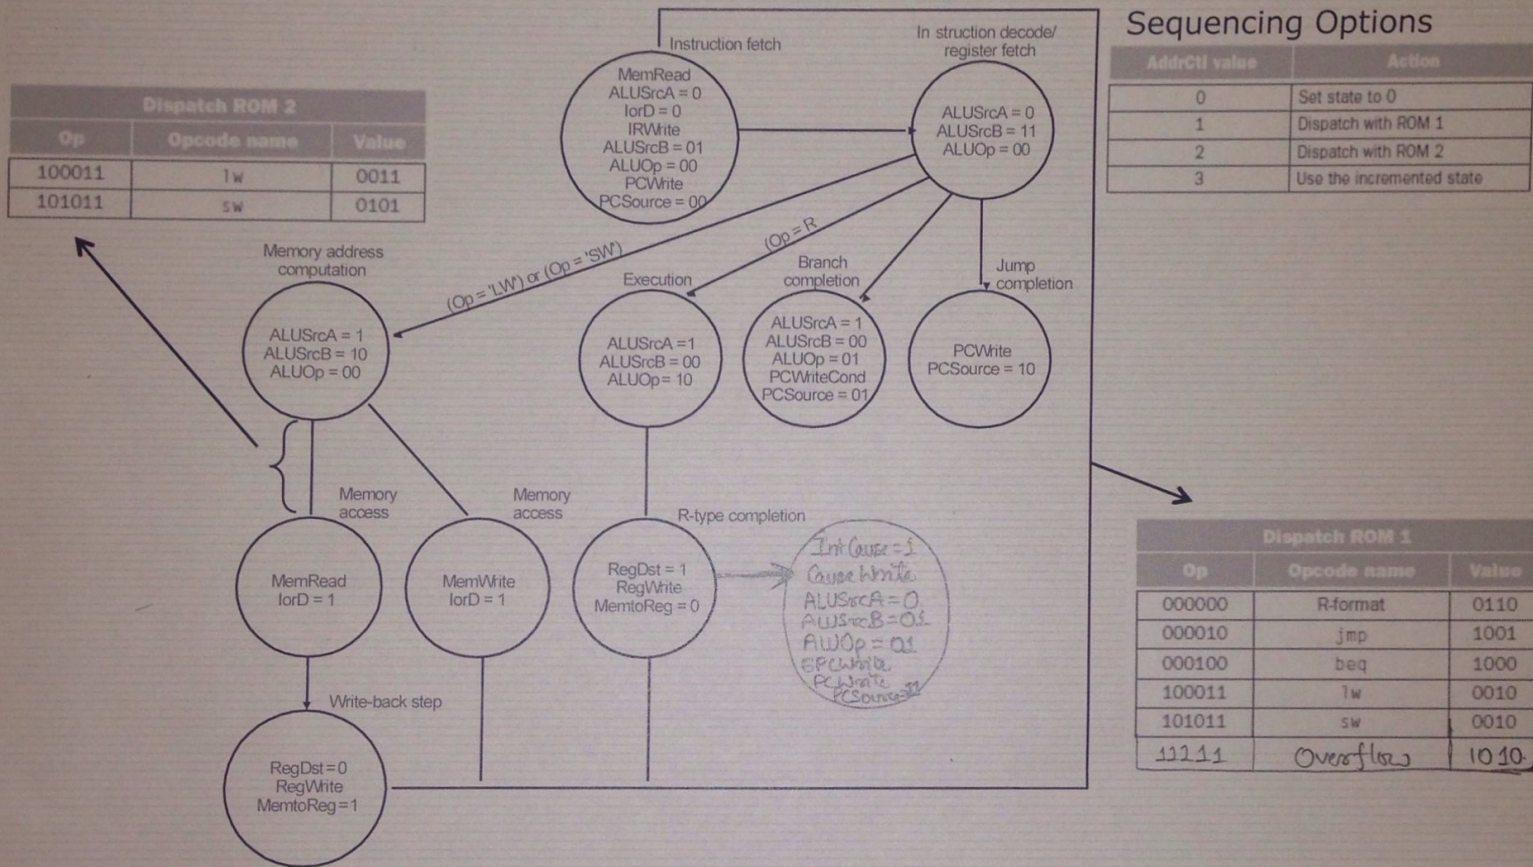 Sequencing Options
AddrCtl value Action
0 Set state to 0
1 Dispatch with ROM 1
2 Dispatch with ROM 2
3 Use the incremented state
Dispatch ROM 2
Op Opcode name Value
100011 lw 0011
101011 sw 0101
Instruction fetch
MemRead
ALUSrcA = 0
IorD = 0
IRWrite
ALUSrcB = 01
ALUOp = 00
PCWrite
PCSource = 00
In struction decode/
register fetch
ALUSrcA = 0
ALUSrcB = 11
ALUOp = 00
(Op = 'LW') or (Op = 'SW')
(Op = R
Memory address
computation
ALUSrcA = 1
ALUSrcB = 10
ALUOp = 00
Execution
ALUSrcA =1
ALUSrcB = 00
ALUOp= 10
Branch
completion
ALUSrcA = 1
ALUSrcB = 00
ALUOp = 01
PCWriteCond
PCSource = 01
Jump
completion
PCWrite
PCSource = 10
Memory
access
MemRead
IorD = 1
Memory
access
MemWrite
IorD = 1
R-type completion
RegDst = 1
RegWrite
MemtoReg = 0
IntCause=1
CauseWrite
ALUSrcA=0
ALUSrcB=01
ALUOp = 01
EPCWrite
PCWrite
PCSource=11
Write-back step
RegDst=0
RegWrite
MemtoReg=1
Dispatch ROM 1
Op Opcode name Value
000000 R-format 0110
000010 jmp 1001
000100 beq 1000
100011 lw 0010
101011 sw 0010
11111 Overflow 1010